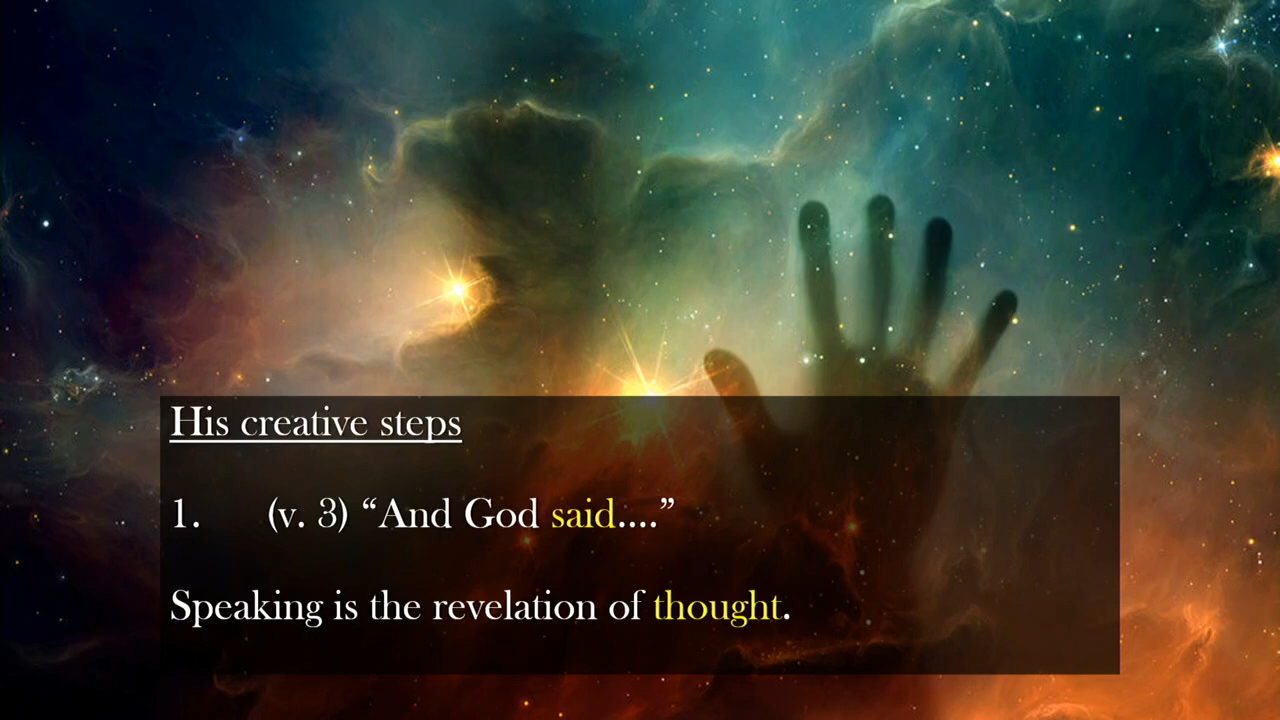 His creative steps
1. (v. 3) “And God said....”
Speaking is the revelation of thought.